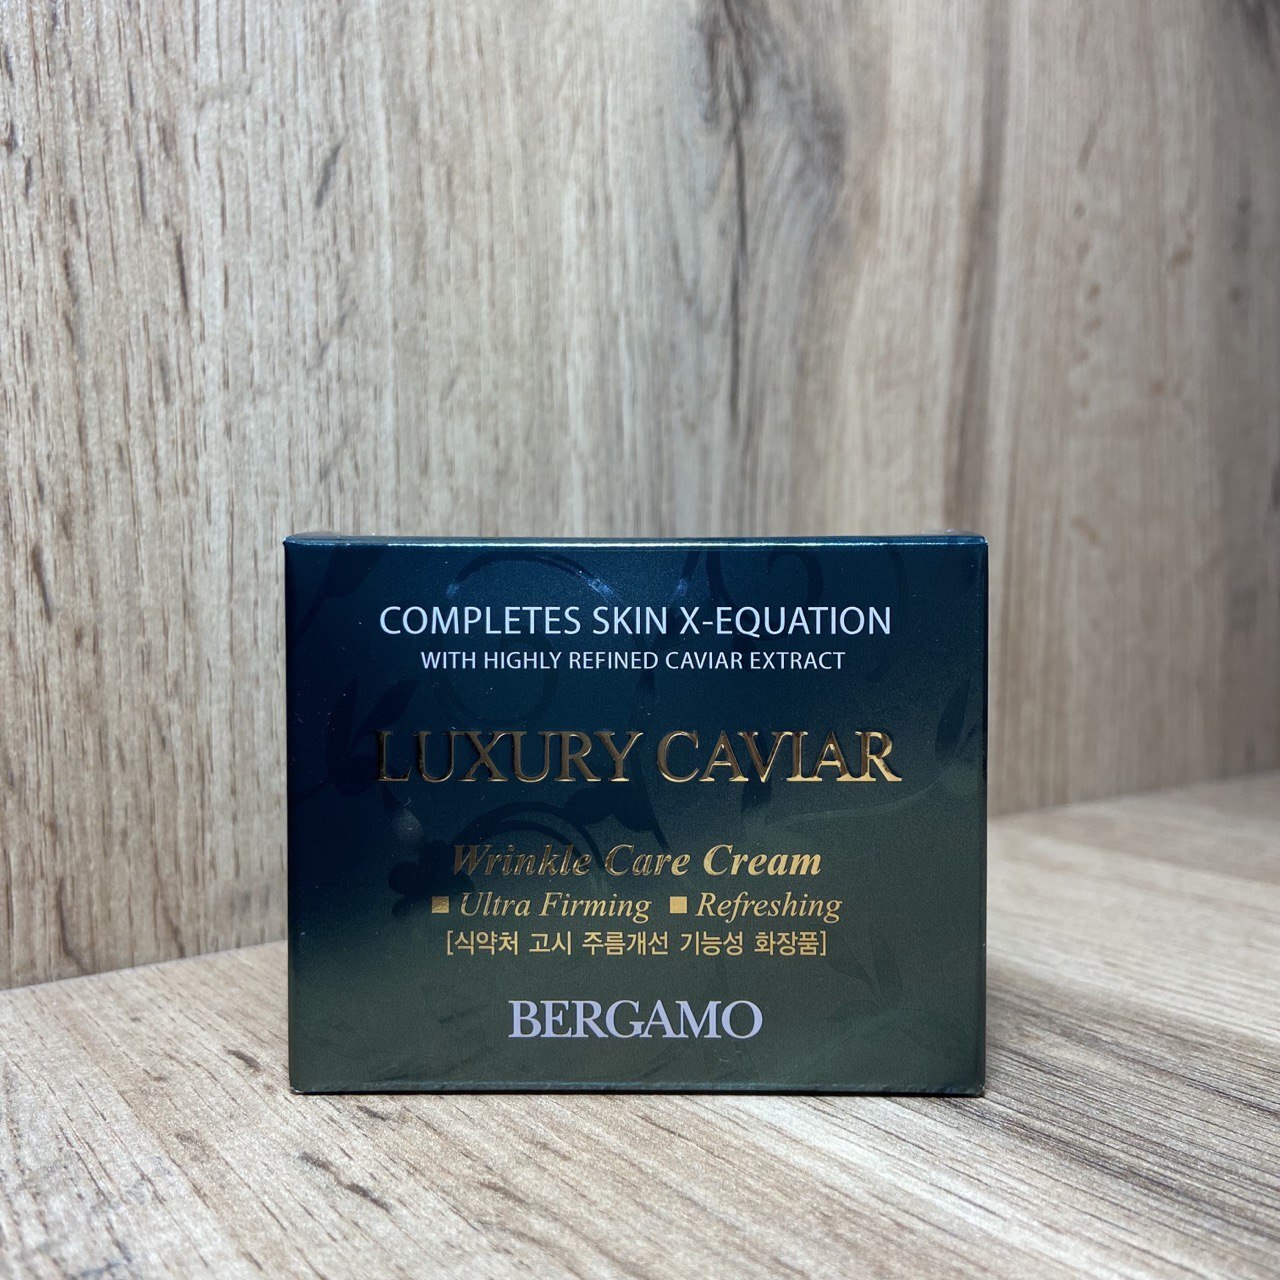 COMPLETES SKIN X-EQUATION
WITH HIGHLY REFINED CAVIAR EXTRACT
LUXURY CAVIAR
Wrinkle Care Cream
■ Ultra Firming ■ Refreshing
[식약처 고시 주름개선 기능성 화장품]
BERGAMO